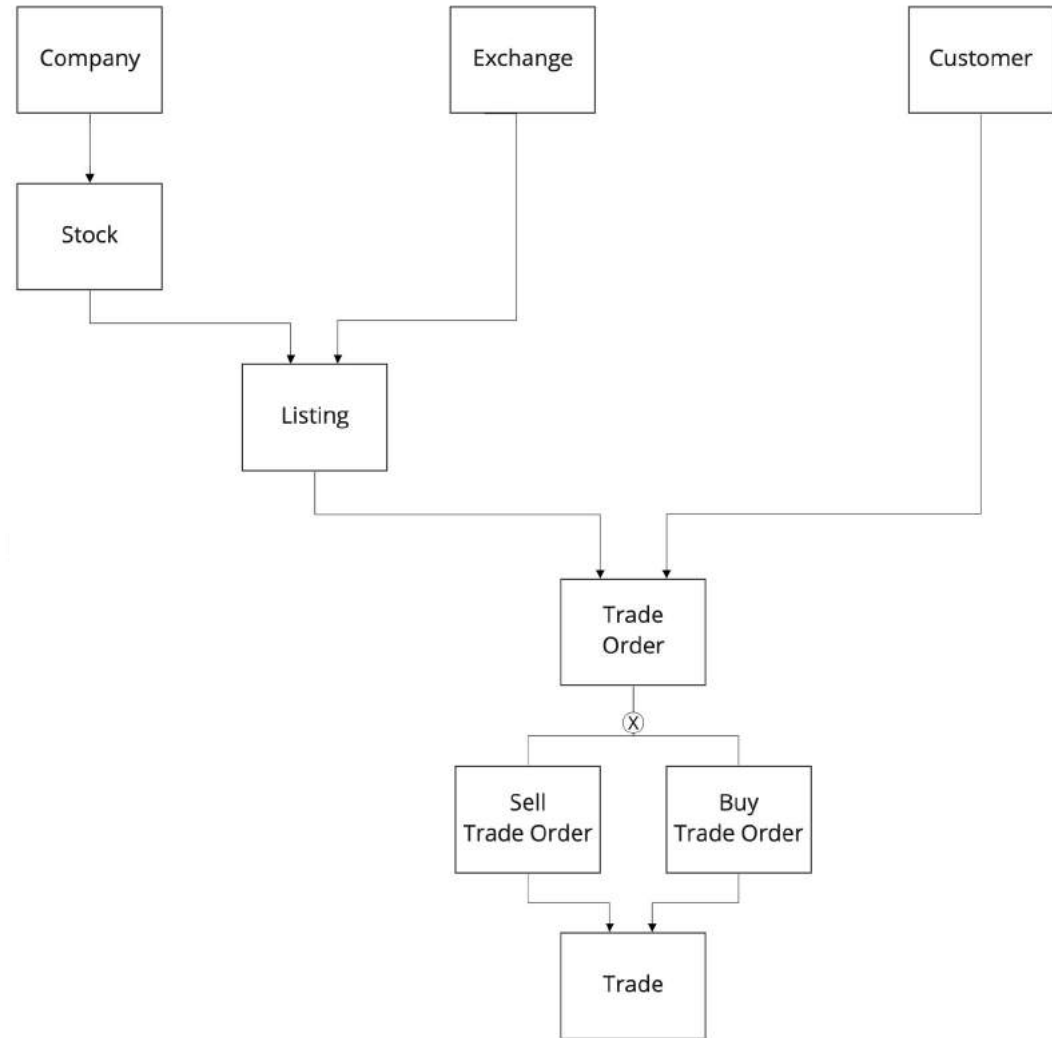 Company
Exchange
Customer
Stock
Listing
Trade
Order
X
Sell
Trade Order
Buy
Trade Order
Trade